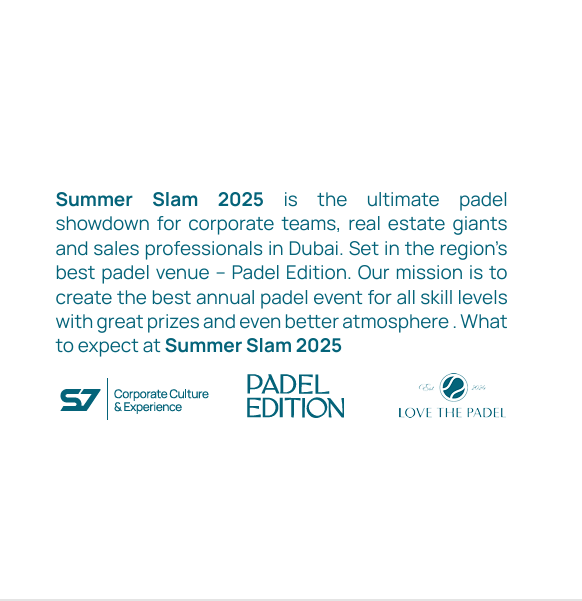 Summer Slam 2025 is the ultimate padel
showdown for corporate teams, real estate giants
and sales professionals in Dubai. Set in the region's
best padel venue – Padel Edition. Our mission is to
create the best annual padel event for all skill levels
with great prizes and even better atmosphere . What
to expect at Summer Slam 2025
S7
Corporate Culture
& Experience
PADEL
EDITION
Est
2024
LOVE THE PADEL